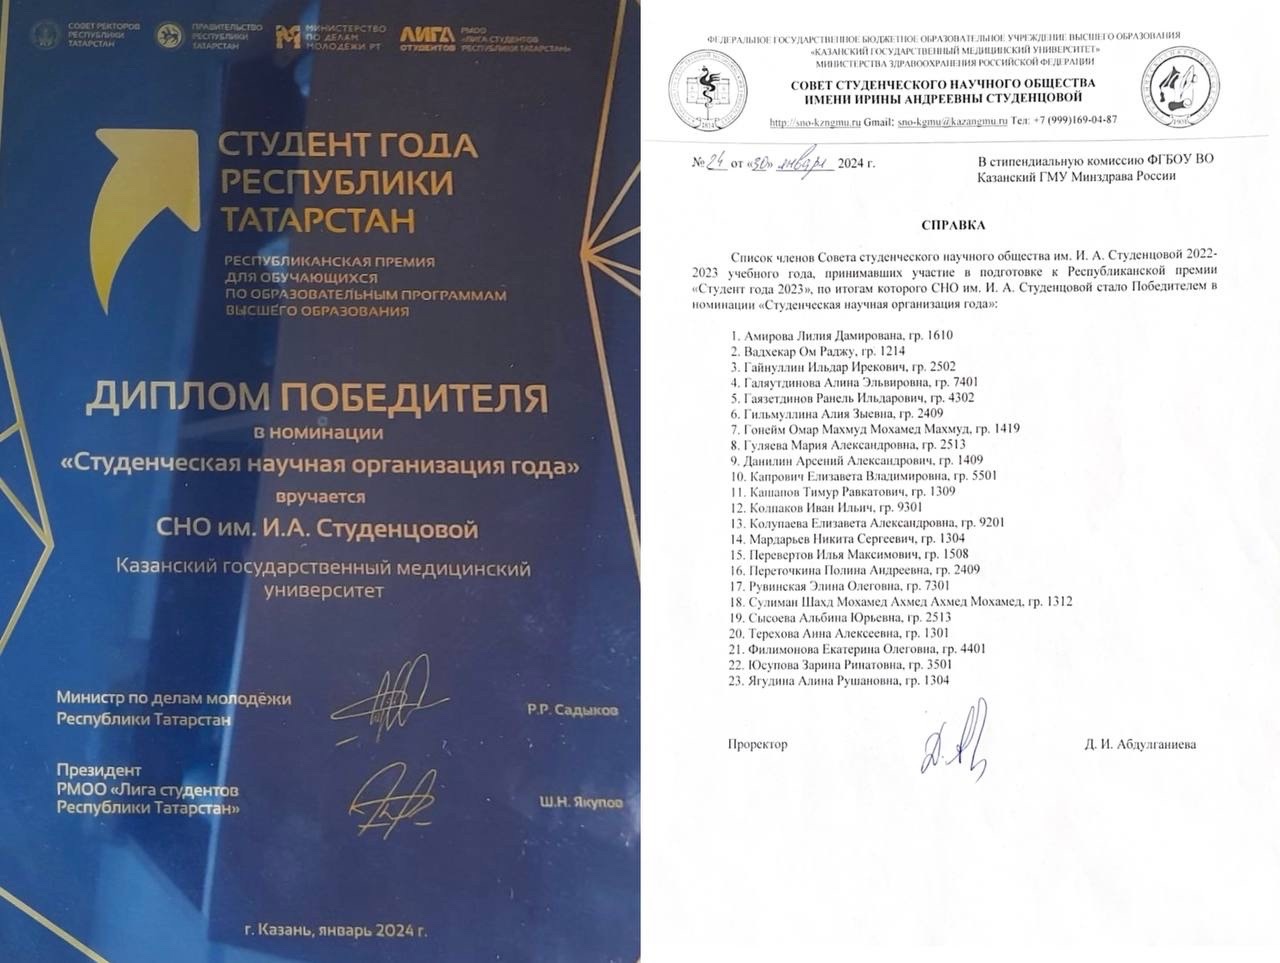 СОВЕТ РЕКТОРОВ
РЕСПУБЛИКИ
ТАТАРСТАН
ПРАВИТЕЛЬСТВО
РЕСПУБЛИКИ
ТАТАРСТАН
МИНИСТЕРСТВО
ПО ДЕЛАМ
МОЛОДЕЖИ РТ
ЛИГА
СТУДЕНТОВ
РМОО
«ЛИГА СТУДЕНТОВ
РЕСПУБЛИКИ ТАТАРСТАН»
СТУДЕНТ ГОДА
РЕСПУБЛИКИ
ТАТАРСТАН
РЕСПУБЛИКАНСКАЯ ПРЕМИЯ
ДЛЯ ОБУЧАЮЩИХСЯ
ПО ОБРАЗОВАТЕЛЬНЫМ ПРОГРАММАМ
ВЫСШЕГО ОБРАЗОВАНИЯ
ДИПЛОМ ПОБЕДИТЕЛЯ
в номинации
«Студенческая научная организация года»
вручается
СНО им. И.А. Студенцовой
Казанский государственный медицинский
университет
Министр по делам молодёжи
Республики Татарстан
Р.Р. Садыков
Президент
РМОО «Лига студентов
Республики Татарстан»
Ш.Н. Якупов
г. Казань, январь 2024 г.
ФЕДЕРАЛЬНОЕ ГОСУДАРСТВЕННОЕ БЮДЖЕТНОЕ ОБРАЗОВАТЕЛЬНОЕ УЧРЕЖДЕНИЕ ВЫСШЕГО ОБРАЗОВАНИЯ
«КАЗАНСКИЙ ГОСУДАРСТВЕННЫЙ МЕДИЦИНСКИЙ УНИВЕРСИТЕТ»
МИНИСТЕРСТВА ЗДРАВООХРАНЕНИЯ РОССИЙСКОЙ ФЕДЕРАЦИИ
СОВЕТ СТУДЕНЧЕСКОГО НАУЧНОГО ОБЩЕСТВА
ИМЕНИ ИРИНЫ АНДРЕЕВНЫ СТУДЕНЦОВОЙ
http://sno-kzngmu.ru Gmail: sno-kgmu@kazangmu.ru Тел: +7 (999)169-04-87
1814
1901
№ 24 от «30» января 2024 г.
В стипендиальную комиссию ФГБОУ ВО
Казанский ГМУ Минздрава России
СПРАВКА
Список членов Совета студенческого научного общества им. И. А. Студенцовой 2022-
2023 учебного года, принимавших участие в подготовке к Республиканской премии
«Студент года 2023», по итогам которого СНО им. И. А. Студенцовой стало Победителем в
номинации «Студенческая научная организация года»:
1. Амирова Лилия Дамировна, гр. 1610
2. Вадхекар Ом Раджу, гр. 1214
3. Гайнуллин Ильдар Ирекович, гр. 2502
4. Галяутдинова Алина Эльвировна, гр. 7401
5. Гаязетдинов Ранель Ильдарович, гр. 4302
6. Гильмуллина Алия Зыевна, гр. 2409
7. Гонейм Омар Махмуд Мохамед Махмуд, гр. 1419
8. Гуляева Мария Александровна, гр. 2513
9. Данилин Арсений Александрович, гр. 1409
10. Капрович Елизавета Владимировна, гр. 5501
11. Кашапов Тимур Равкатович, гр. 1309
12. Колпаков Иван Ильич, гр. 9301
13. Колупаева Елизавета Александровна, гр. 9201
14. Мардарьев Никита Сергеевич, гр. 1304
15. Перевертов Илья Максимович, гр. 1508
16. Переточкина Полина Андреевна, гр. 2409
17. Рувинская Элина Олеговна, гр. 7301
18. Сулиман Шахд Мохамед Ахмед Ахмед Мохамед, гр. 1312
19. Сысоева Альбина Юрьевна, гр. 2513
20. Терехова Анна Алексеевна, гр. 1301
21. Филимонова Екатерина Олеговна, гр. 4401
22. Юсупова Зарина Ринатовна, гр. 3501
23. Ягудина Алина Рушановна, гр. 1304
Проректор
Д. И. Абдулганиева